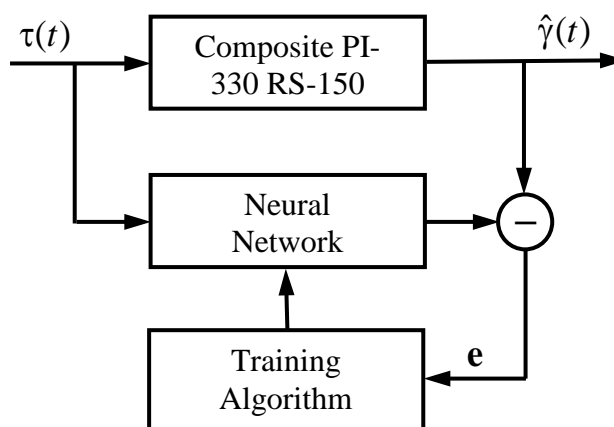 τ(t)
Composite PI-
330 RS-150
γ̂(t)
Neural
Network
−
Training
Algorithm
e